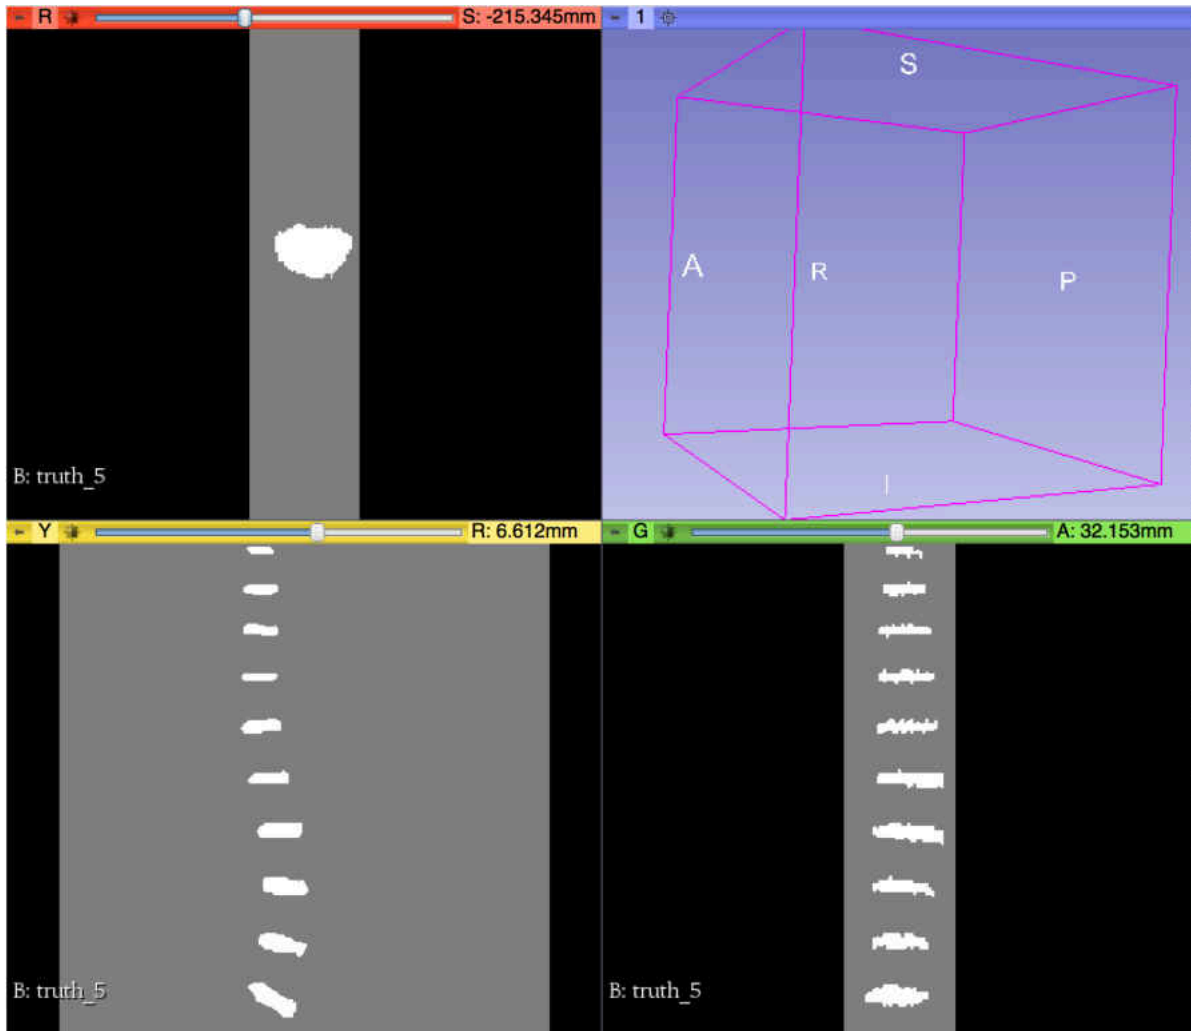 R S: -215.345mm
1
S
A
R
P
I
B: truth_5
Y R: 6.612mm
G A: 32.153mm
B: truth_5
B: truth_5